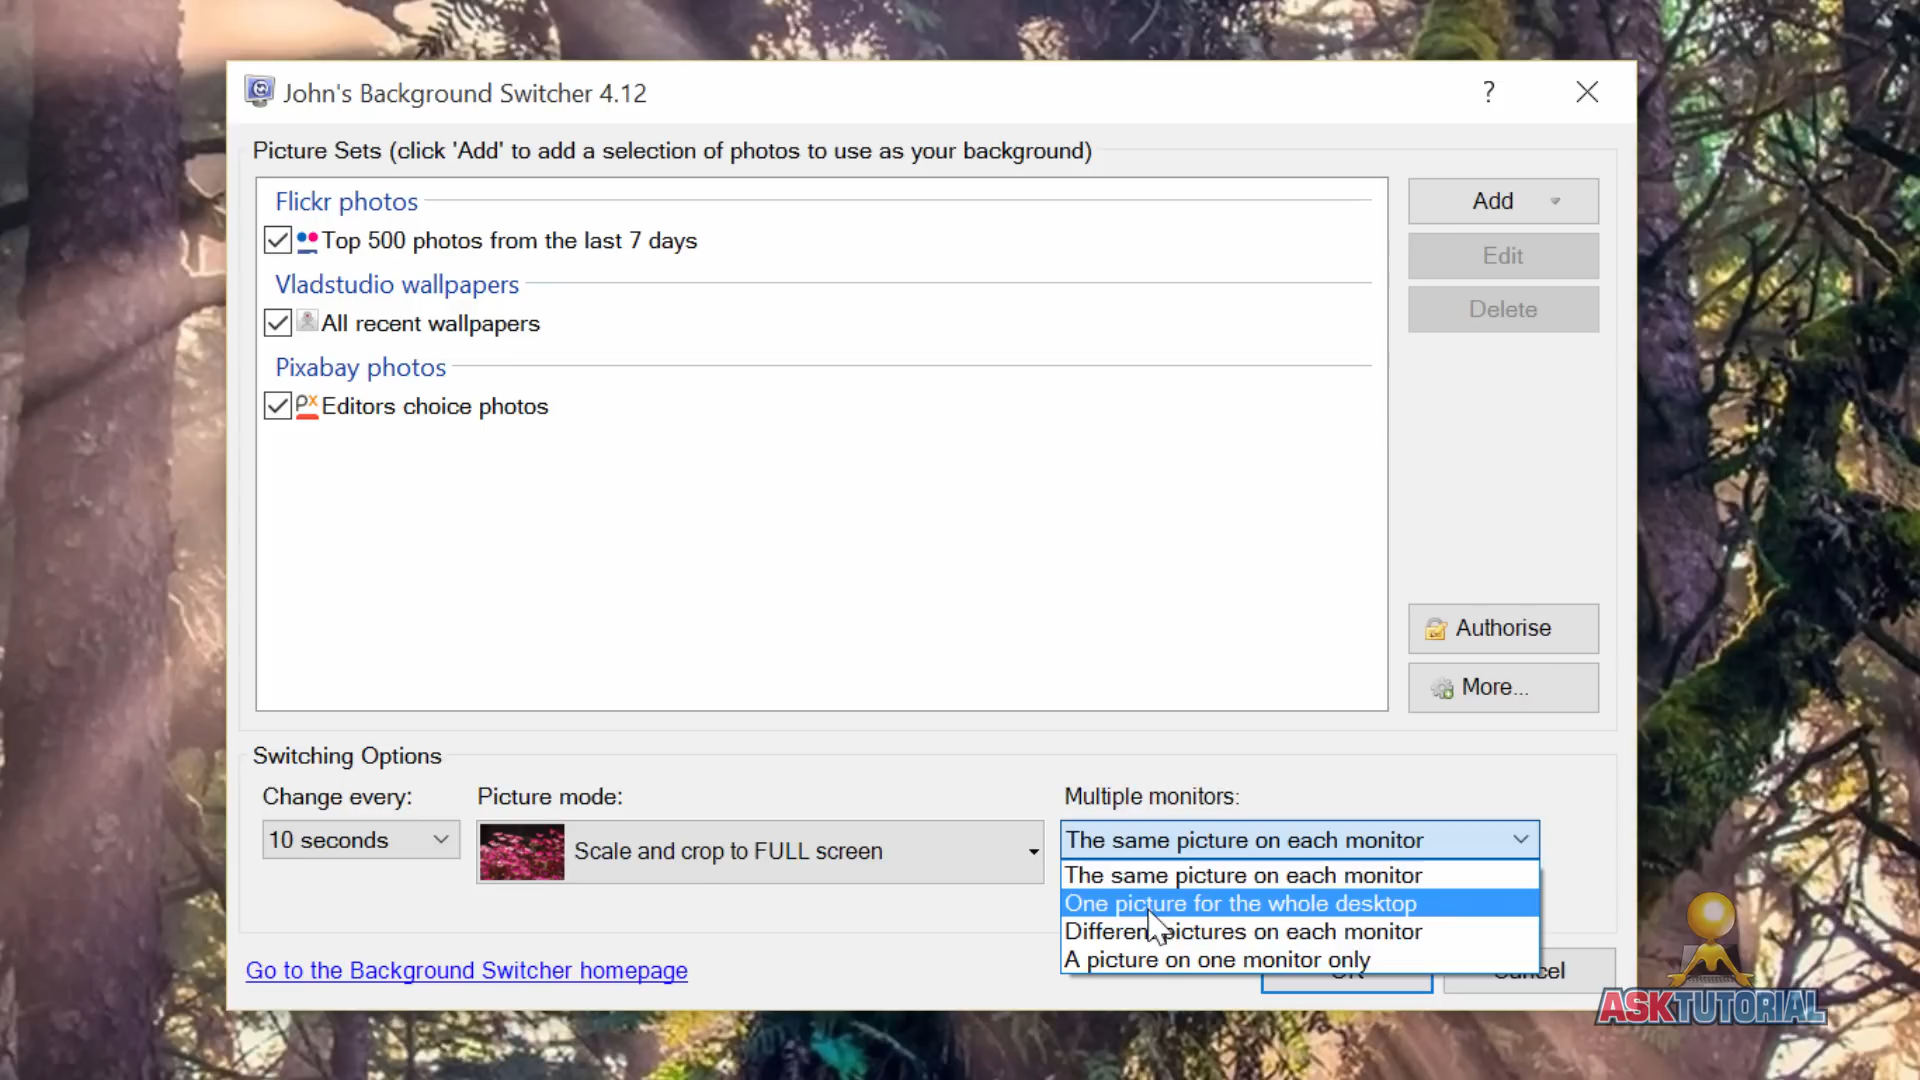 John's Background Switcher 4.12
?
Picture Sets (click 'Add' to add a selection of photos to use as your background)
Flickr photos
Top 500 photos from the last 7 days
Vladstudio wallpapers
All recent wallpapers
Pixabay photos
px Editors choice photos
Add
Edit
Delete
Authorise
More...
Switching Options
Change every:
10 seconds
Picture mode:
Scale and crop to FULL screen
Multiple monitors:
The same picture on each monitor
The same picture on each monitor
One picture for the whole desktop
Different pictures on each monitor
A picture on one monitor only
Go to the Background Switcher homepage
OK
Cancel
ASKTUTORIAL